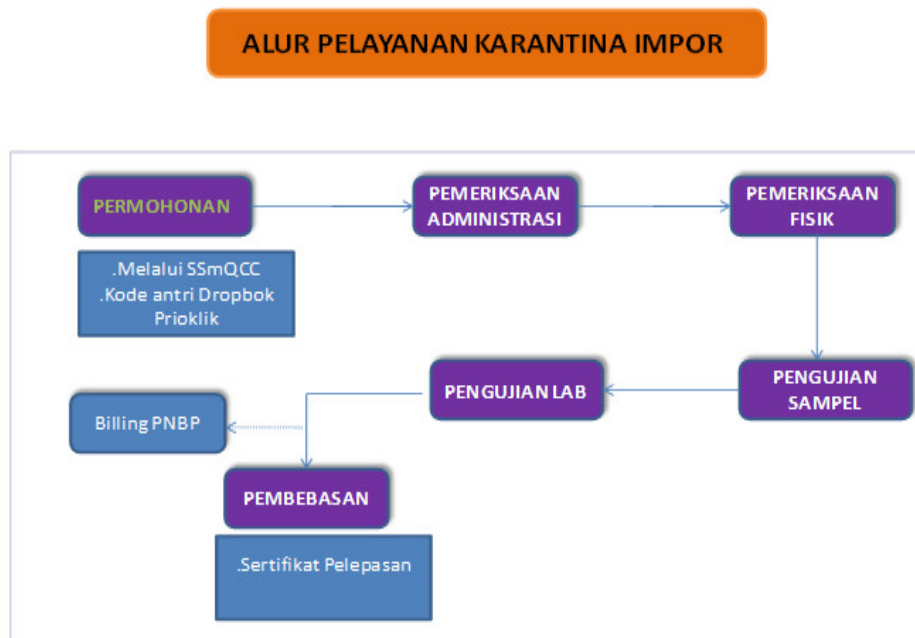 ALUR PELAYANAN KARANTINA IMPOR
PERMOHONAN
.Melalui SSmQCC
.Kode antri Dropbok
Prioklik
PEMERIKSAAN
ADMINISTRASI
PEMERIKSAAN
FISIK
PENGUJIAN
SAMPEL
PENGUJIAN LAB
Billing PNBP
PEMBEBASAN
.Sertifikat Pelepasan